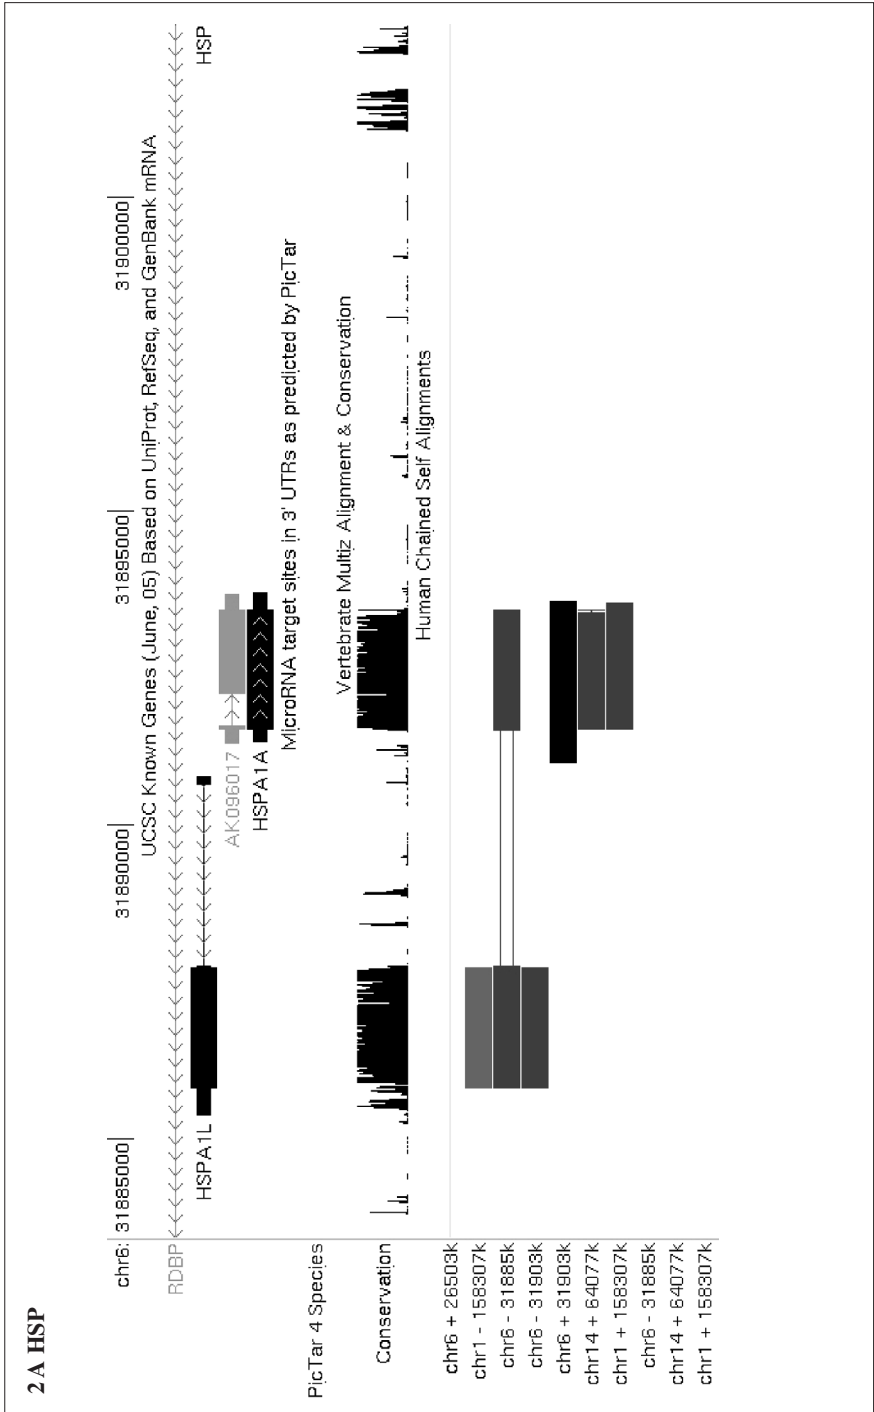 2 A HSP
chr6: 31885000| 31890000| 31895000| 31900000|
UCSC Known Genes (June, 05) Based on UniProt, RefSeq, and GenBank mRNA
RDBP
HSPA1L HSP
AK096017
HSPA1A
MicroRNA target sites in 3' UTRs as predicted by PicTar
PicTar 4 Species
Vertebrate Multiz Alignment & Conservation
Conservation
Human Chained Self Alignments
chr6 + 26503k
chr1 - 158307k
chr6 - 31885k
chr6 - 31903k
chr6 + 31903k
chr14 + 64077k
chr1 + 158307k
chr6 - 31885k
chr14 + 64077k
chr1 + 158307k